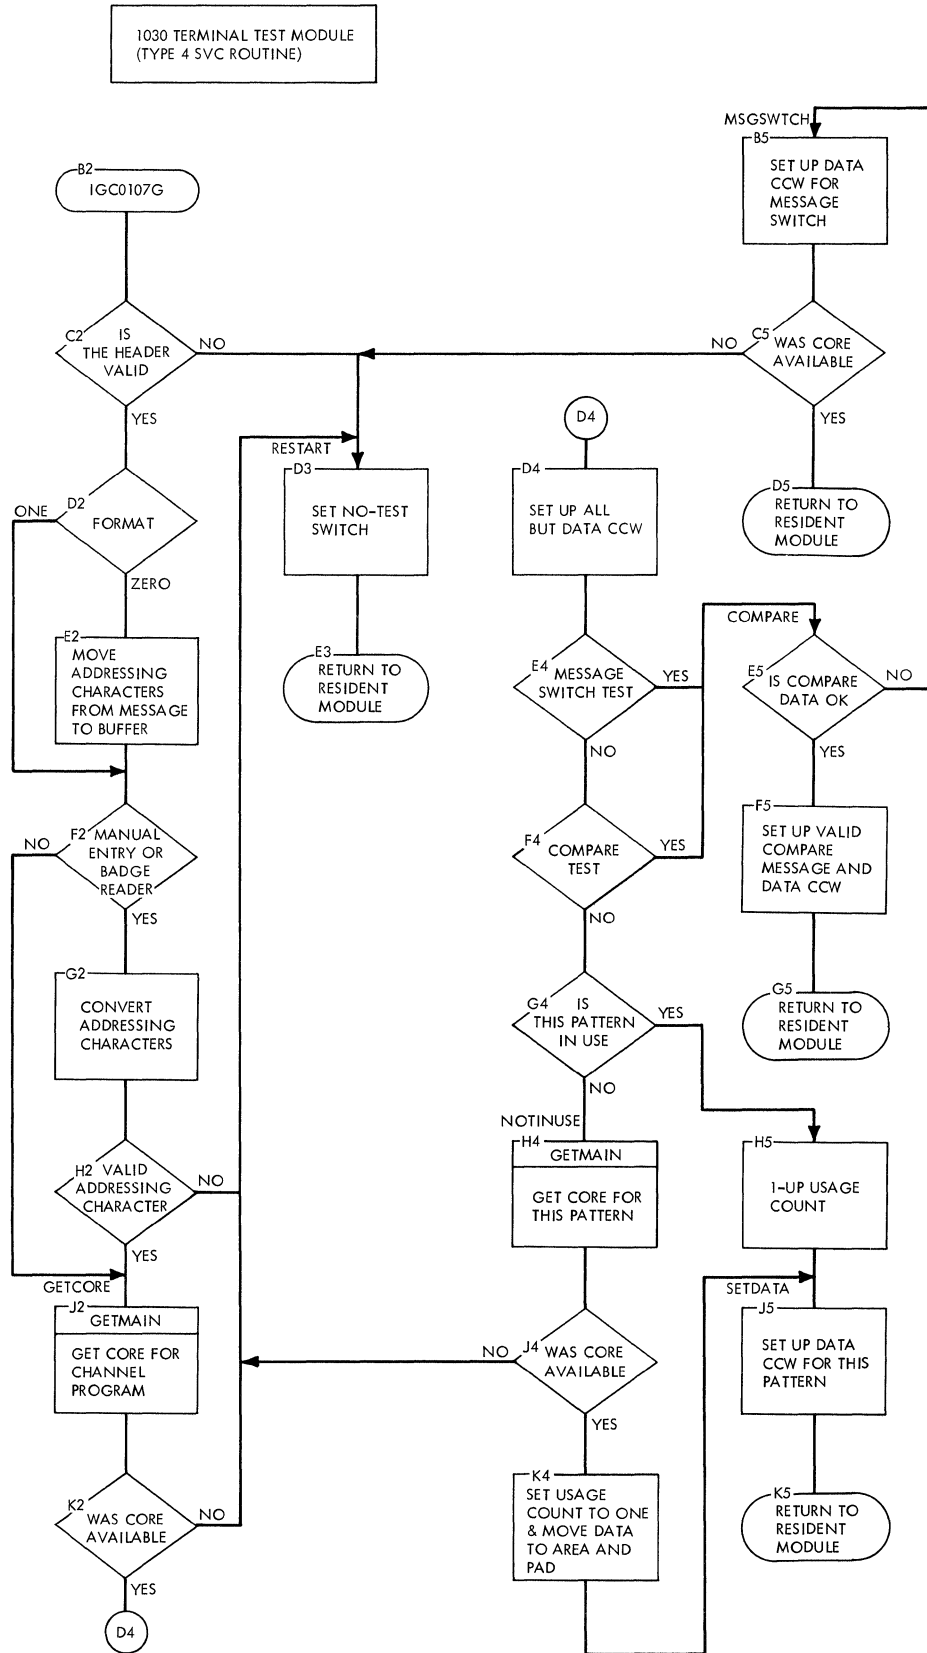 1030 TERMINAL TEST MODULE
(TYPE 4 SVC ROUTINE)
B2
IGC0107G
C2
IS
THE HEADER
VALID
NO
YES
D2
FORMAT
ONE
ZERO
E2
MOVE
ADDRESSING
CHARACTERS
FROM MESSAGE
TO BUFFER
F2
MANUAL
ENTRY OR
BADGE
READER
NO
YES
G2
CONVERT
ADDRESSING
CHARACTERS
H2
VALID
ADDRESSING
CHARACTER
NO
YES
GETCORE
J2
GETMAIN
GET CORE FOR
CHANNEL
PROGRAM
K2
WAS CORE
AVAILABLE
NO
YES
D4
RESTART
D3
SET NO-TEST
SWITCH
E3
RETURN TO
RESIDENT
MODULE
D4
D4
SET UP ALL
BUT DATA CCW
E4
MESSAGE
SWITCH TEST
YES
NO
F4
COMPARE
TEST
YES
NO
G4
IS
THIS PATTERN
IN USE
YES
NO
NOTINUSE
H4
GETMAIN
GET CORE FOR
THIS PATTERN
J4
WAS CORE
AVAILABLE
NO
YES
K4
SET USAGE
COUNT TO ONE
& MOVE DATA
TO AREA AND
PAD
MSGSWTCH
B5
SET UP DATA
CCW FOR
MESSAGE
SWITCH
C5
WAS CORE
AVAILABLE
NO
YES
D5
RETURN TO
RESIDENT
MODULE
COMPARE
E5
IS COMPARE
DATA OK
NO
YES
F5
SET UP VALID
COMPARE
MESSAGE AND
DATA CCW
G5
RETURN TO
RESIDENT
MODULE
H5
1-UP USAGE
COUNT
SETDATA
J5
SET UP DATA
CCW FOR THIS
PATTERN
K5
RETURN TO
RESIDENT
MODULE